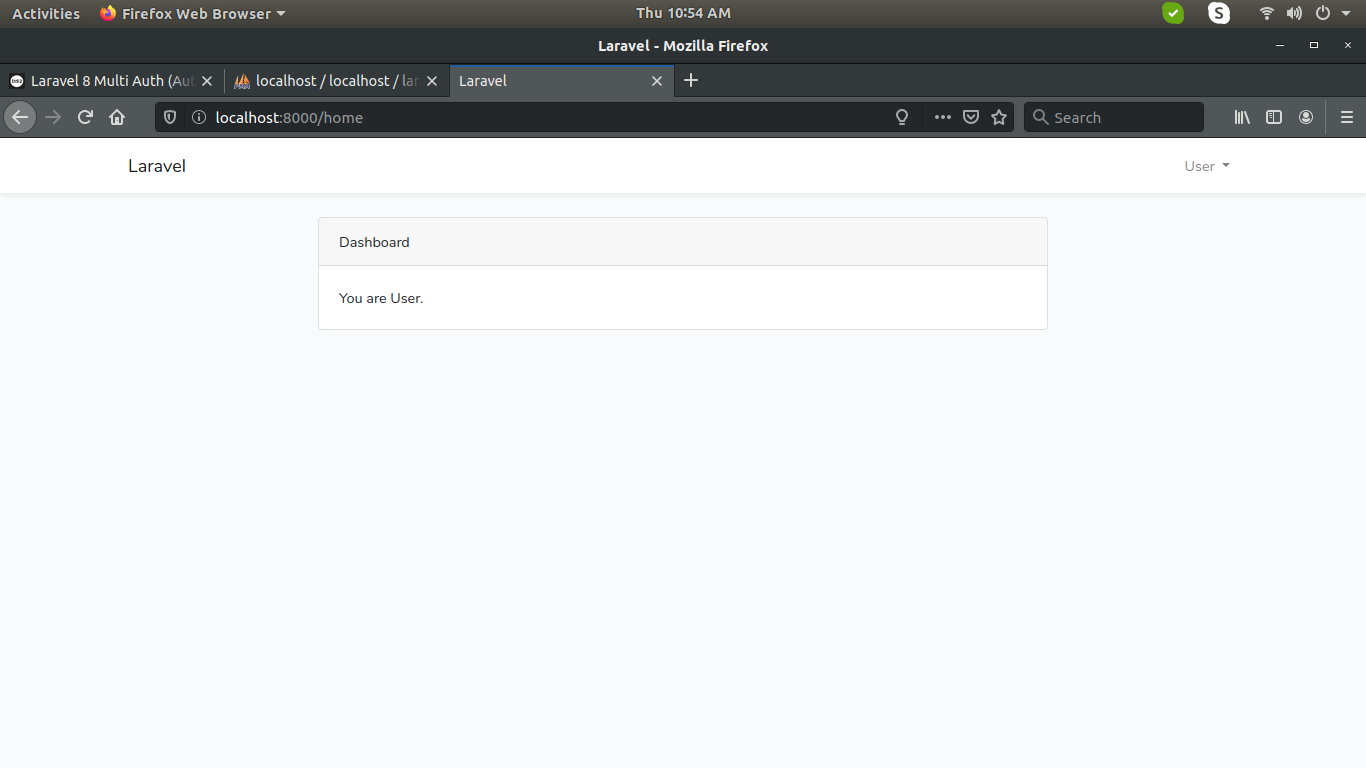 Activities Firefox Web Browser Thu 10:54 AM S
Laravel - Mozilla Firefox
Laravel 8 Multi Auth (Aut localhost / localhost / lar Laravel
localhost:8000/home Search
Laravel User
Dashboard
You are User.